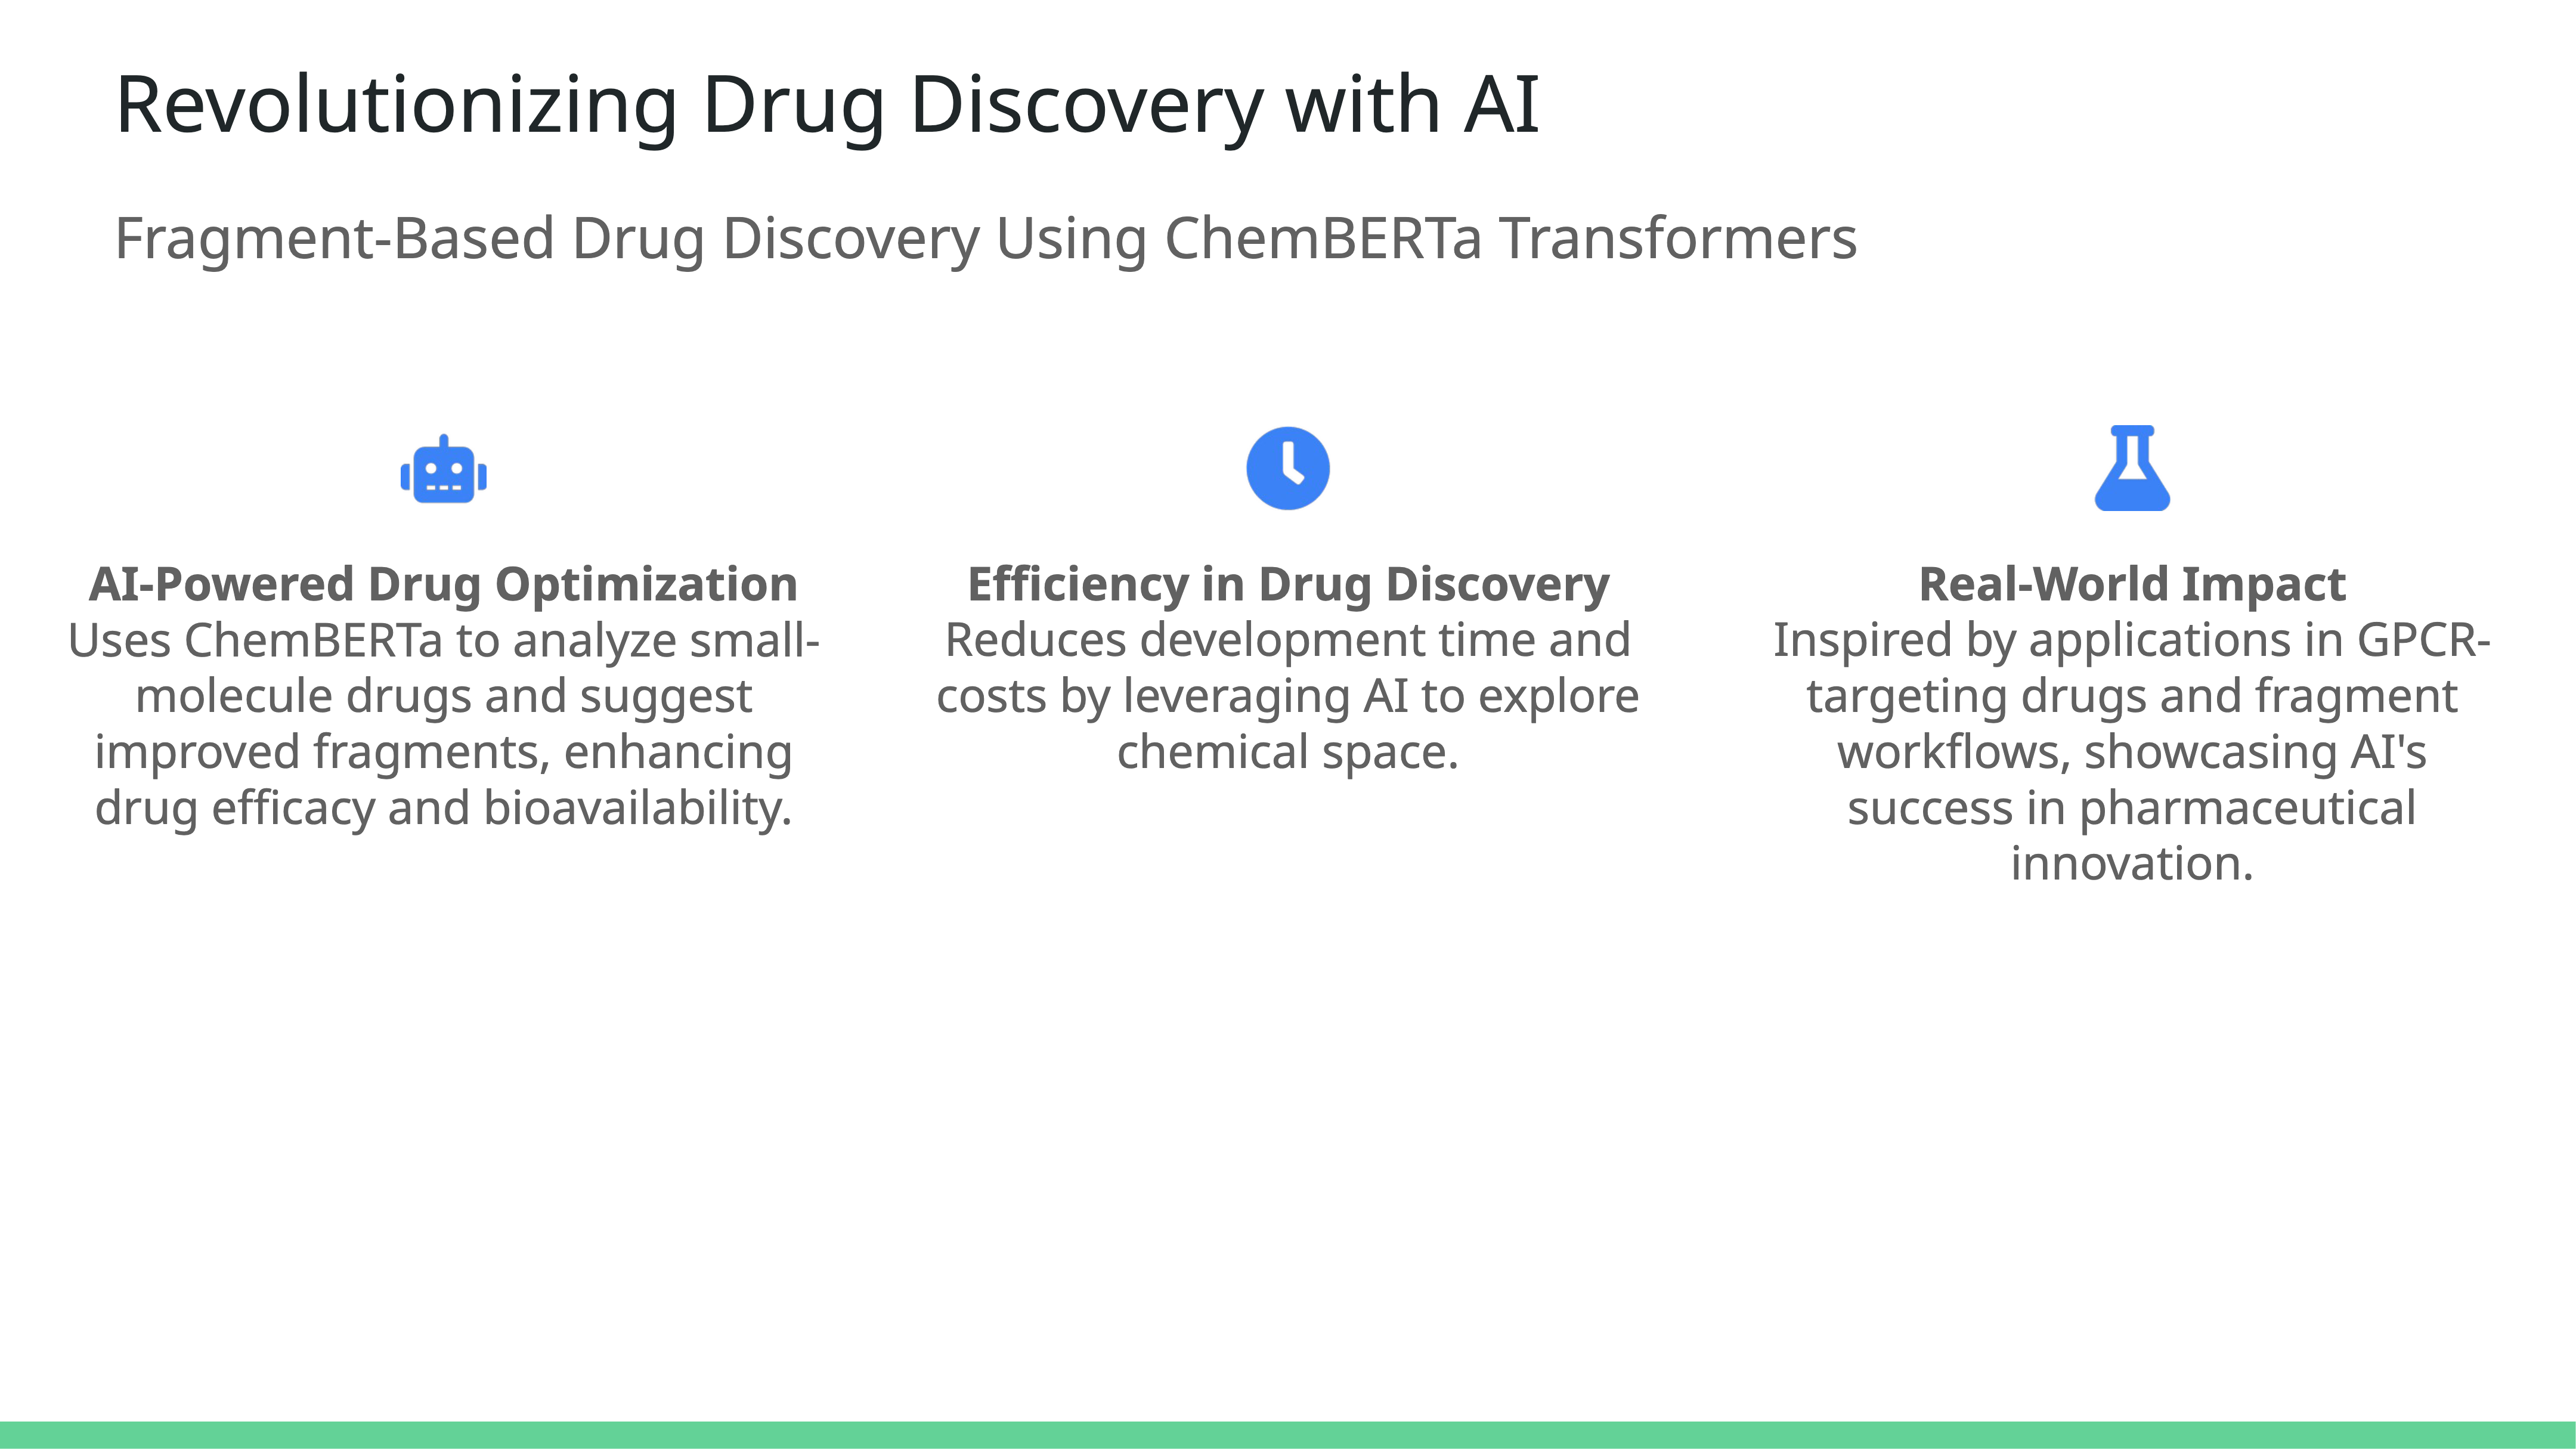 Revolutionizing Drug Discovery with AI
Fragment-Based Drug Discovery Using ChemBERTa Transformers
AI-Powered Drug Optimization
Uses ChemBERTa to analyze small-
molecule drugs and suggest
improved fragments, enhancing
drug efficacy and bioavailability.
Efficiency in Drug Discovery
Reduces development time and
costs by leveraging AI to explore
chemical space.
Real-World Impact
Inspired by applications in GPCR-
targeting drugs and fragment
workflows, showcasing AI's
success in pharmaceutical
innovation.